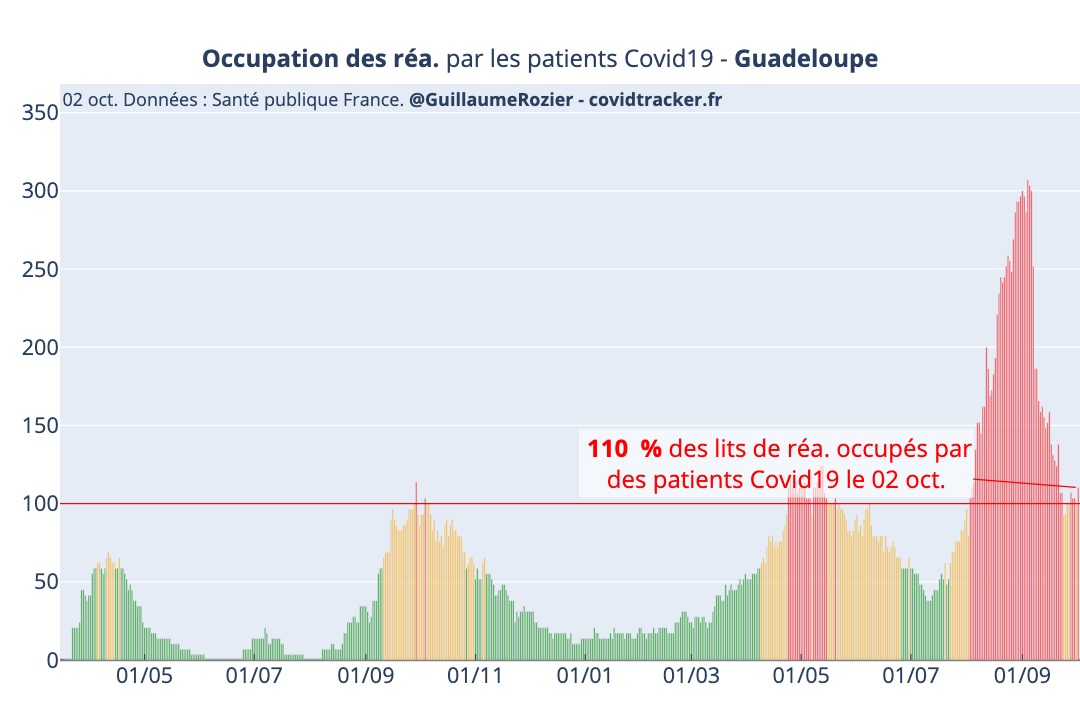 Occupation des réa. par les patients Covid19 - Guadeloupe
02 oct. Données : Santé publique France. @GuillaumeRozier - covidtracker.fr
350
300
250
200
150
110 % des lits de réa. occupés par
des patients Covid19 le 02 oct.
100
50
0
01/05 01/07 01/09 01/11 01/01 01/03 01/05 01/07 01/09